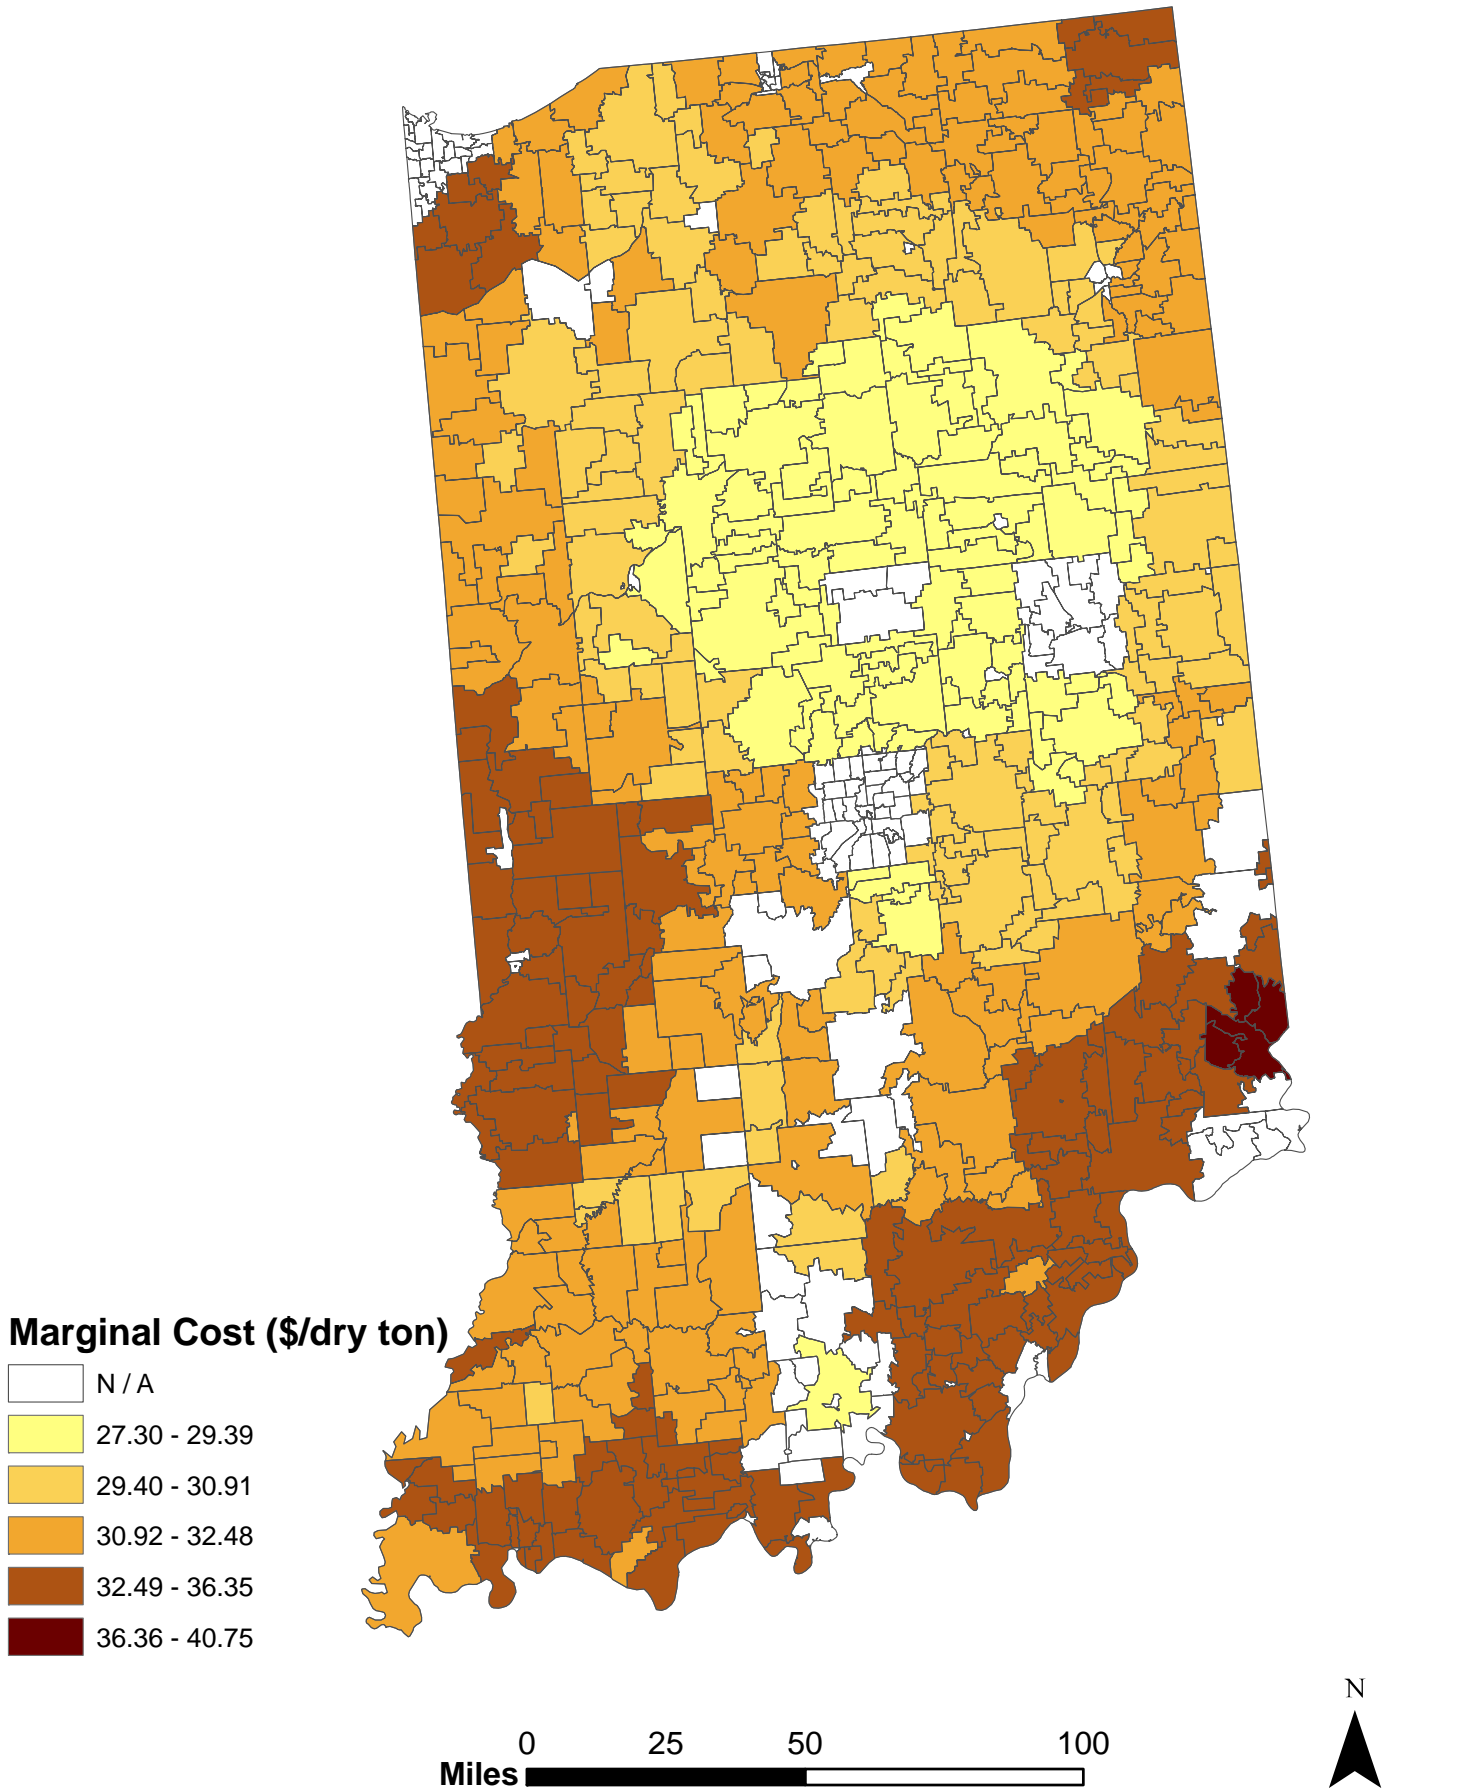 Marginal Cost ($/dry ton)
N / A
27.30 - 29.39
29.40 - 30.91
30.92 - 32.48
32.49 - 36.35
36.36 - 40.75
N
0 25 50 100
Miles